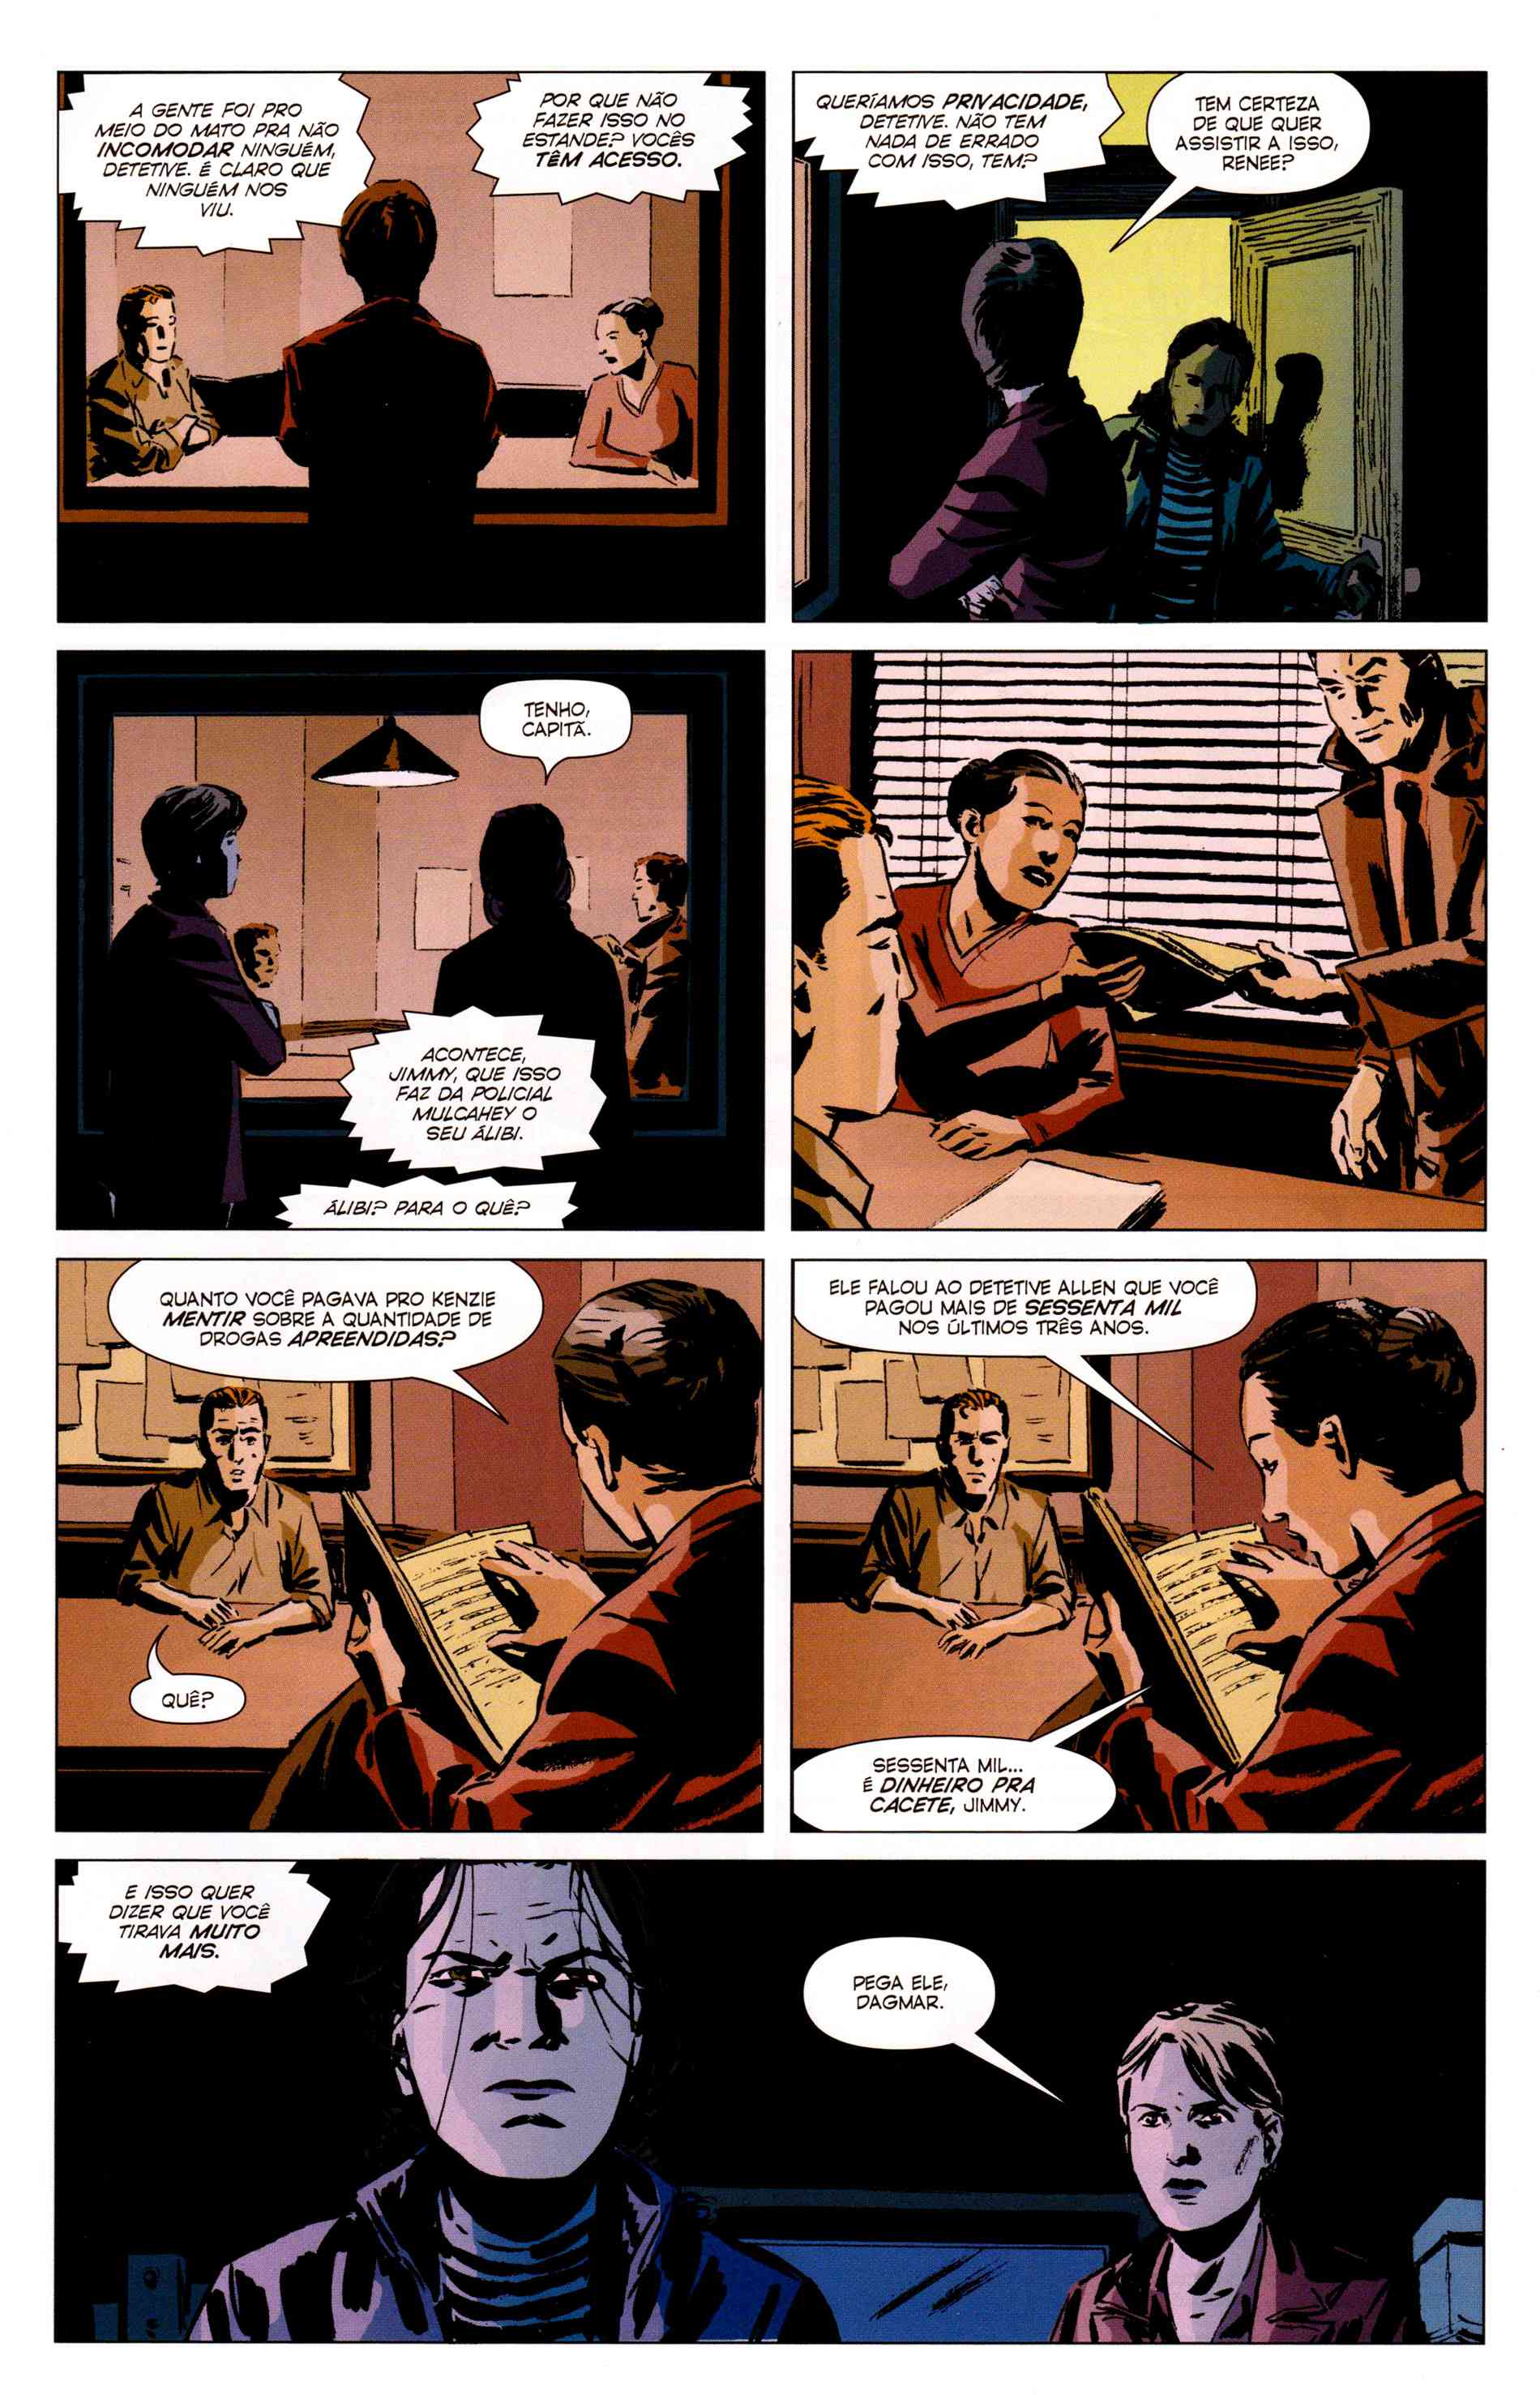 A GENTE FOI PRO
MEIO DO MATO PRA NÃO
INCOMODAR NINGUÉM,
DETETIVE. É CLARO QUE
NINGUÉM NOS
VIU.
POR QUE NÃO
FAZER ISSO NO
ESTANDE? VOCÊS
TÊM ACESSO.
QUERÍAMOS PRIVACIDADE,
DETETIVE. NÃO TEM
NADA DE ERRADO
COM ISSO, TEM?
TEM CERTEZA
DE QUE QUER
ASSISTIR A ISSO,
RENEE?
TENHO,
CAPITÃ.
ACONTECE,
JIMMY, QUE ISSO
FAZ DA POLICIAL
MULCAHEY O
SEU ÁLIBI.
ÁLIBI? PARA O QUÊ?
QUANTO VOCÊ PAGAVA PRO KENZIE
MENTIR SOBRE A QUANTIDADE DE
DROGAS APREENDIDAS?
QUÊ?
ELE FALOU AO DETETIVE ALLEN QUE VOCÊ
PAGOU MAIS DE SESSENTA MIL
NOS ÚLTIMOS TRÊS ANOS.
SESSENTA MIL...
É DINHEIRO PRA
CACETE, JIMMY.
E ISSO QUER
DIZER QUE VOCÊ
TIRAVA MUITO
MAIS.
PEGA ELE,
DAGMAR.